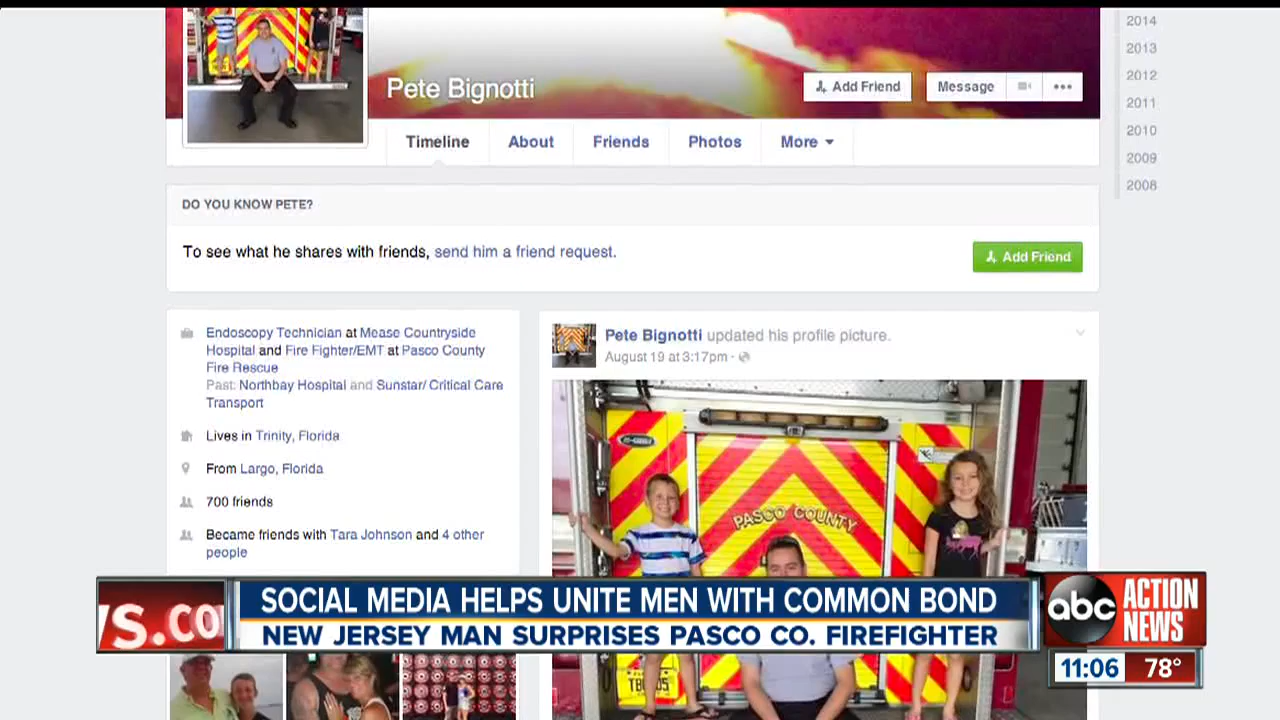 2014
2013
2012
2011
2010
2009
2008
Pete Bignotti
Add Friend
Message
Timeline
About
Friends
Photos
More
DO YOU KNOW PETE?
To see what he shares with friends, send him a friend request.
Add Friend
Endoscopy Technician at Mease Countryside
Hospital and Fire Fighter/EMT at Pasco County
Fire Rescue
Past: Northbay Hospital and Sunstar/ Critical Care
Transport
Lives in Trinity, Florida
From Largo, Florida
700 friends
Became friends with Tara Johnson and 4 other
people
Pete Bignotti updated his profile picture.
August 19 at 3:17pm ·
PASCO COUNTY
SOCIAL MEDIA HELPS UNITE MEN WITH COMMON BOND
NEW JERSEY MAN SURPRISES PASCO CO. FIREFIGHTER
abc
ACTION
NEWS
11:06 78°